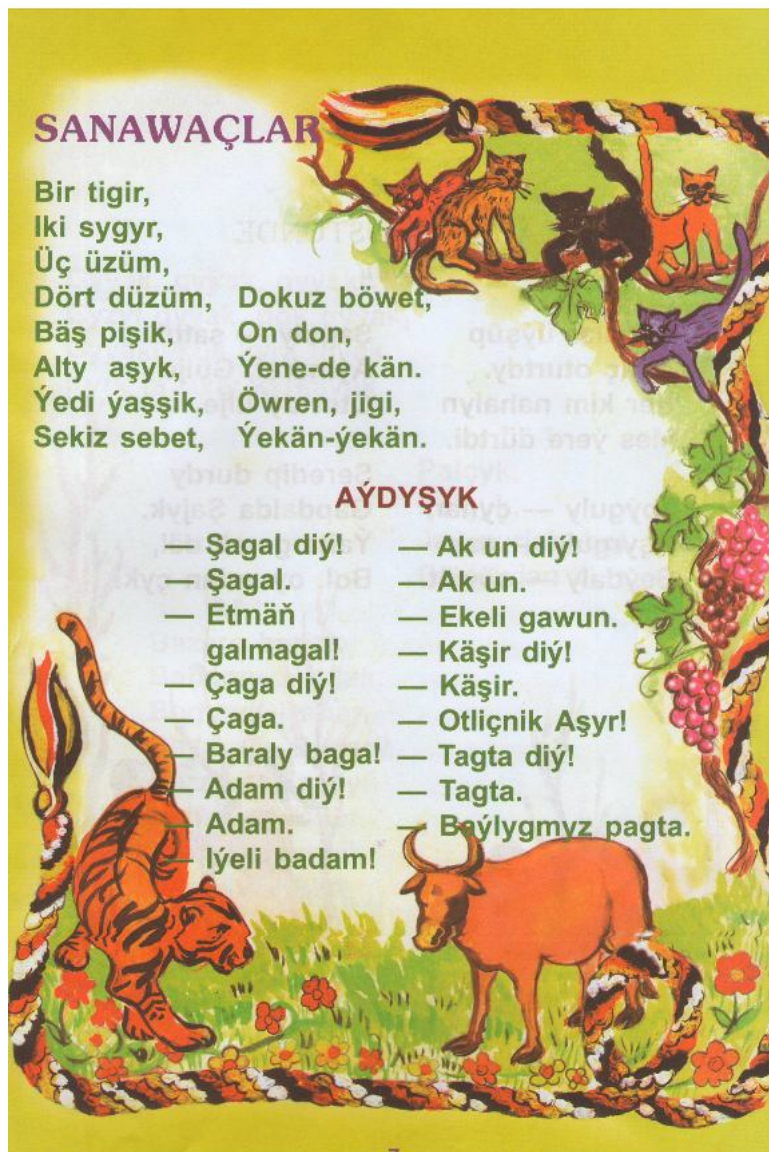 SANAWAÇLAR
Bir tigir,
Iki sygyr,
Üç üzüm,
Dört düzüm,
Bäş pişik,
Alty aşyk,
Ýedi ýaşşik,
Sekiz sebet,
Dokuz böwet,
On don,
Ýene-de kän.
Öwren, jigi,
Ýekän-ýekän.
AÝDYŞYK
— Şagal diý!
— Şagal.
— Etmäň
galmagal!
— Çaga diý!
— Çaga.
— Baraly baga!
— Adam diý!
— Adam.
— Iýeli badam!
— Ak un diý!
— Ak un.
— Ekeli gawun.
— Käşir diý!
— Käşir.
— Otliçnik Aşyr!
— Tagta diý!
— Tagta.
— Baýlygmyz pagta.